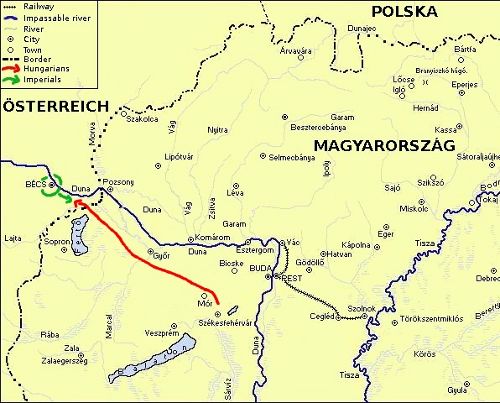 Railway
Impassable river
River
City
Town
Border
Hungarians
Imperials
POLSKA
Dunajec
Árvavára
Bártfa
Lőcse
Igló
Eperjes
Hernád
ÖSTERREICH
Szakolca
Morva
Vág
Nyitra
Garam
Besztercebánya
Kassa
MAGYARORSZÁG
Lipótvár
Selmecbánya
Ipoly
Sátoraljaújhe
BÉCS
Duna
Pozsony
Léva
Sajó
Szikszó
Tokaj
Miskolc
Duna
Vág
Zsitva
Garam
Lajta
Sopron
Győr
Komárom
Duna
Esztergom
Vác
Eger
Kápolna
Tisza
Hatvan
Gödöllő
Bicske
BUDA
PEST
Debrec
Mór
Székesfehérvár
Cegléd
Szolnok
Törökszentmiklós
Rába
Marcal
Veszprém
Zala
Zalaegerszeg
Sárvíz
Duna
Tisza
Körös
Gyula